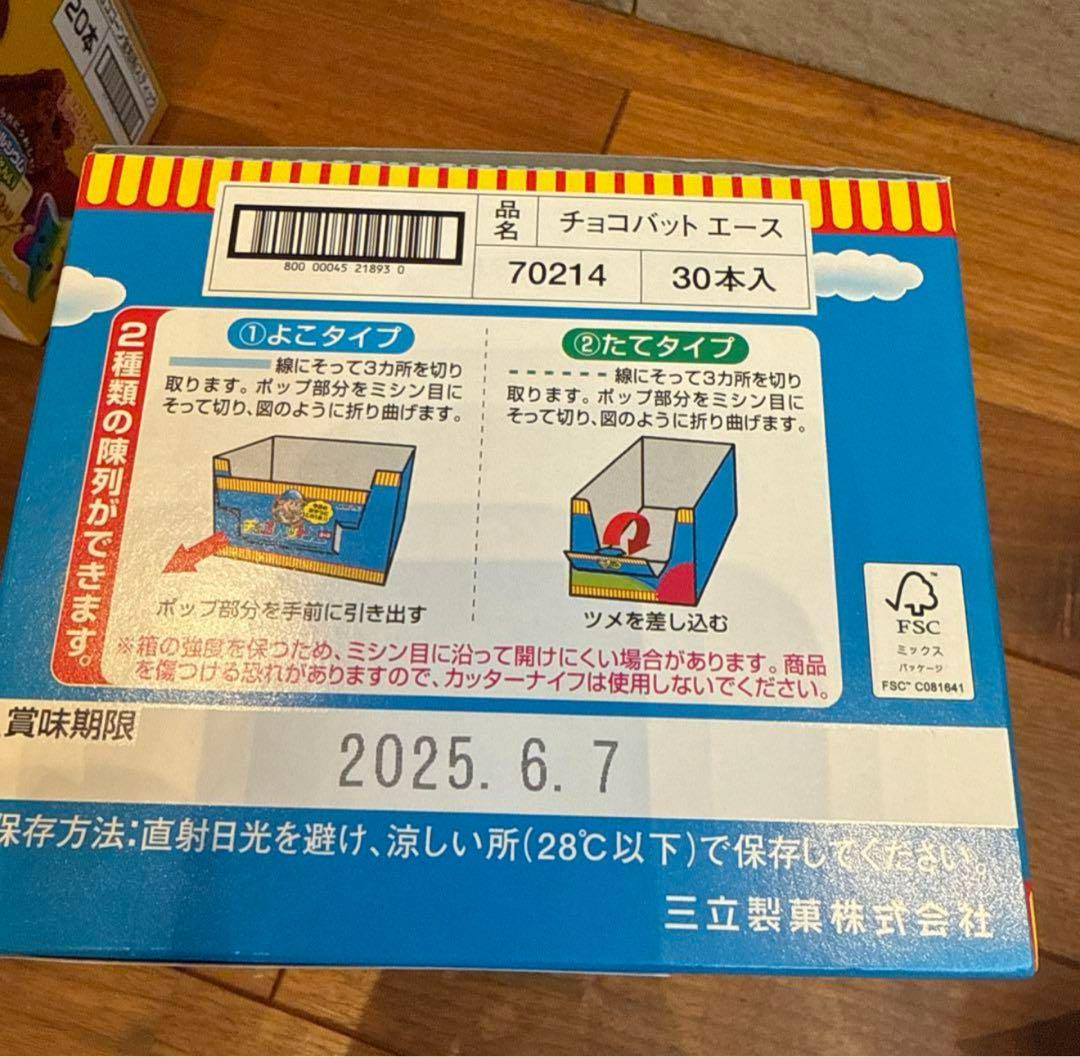 20本
品名
チョコバット エース
70214
30本入
800 00045 21893 0
2種類の陳列ができます。
①よこタイプ
線にそって3カ所を切り
取ります。ポップ部分をミシン目に
そって切り、図のように折り曲げます。
ポップ部分を手前に引き出す
②たてタイプ
線にそって3カ所を切り
取ります。ポップ部分をミシン目に
そって切り、図のように折り曲げます。
ツメを差し込む
※箱の強度を保つため、ミシン目に沿って開けにくい場合があります。商品
を傷つける恐れがありますので、カッターナイフは使用しないでください。
FSC
ミックス
パッケージ
FSC™ C081641
賞味期限
2025. 6. 7
保存方法:直射日光を避け、涼しい所(28℃以下)で保存してください。
三立製菓株式会社